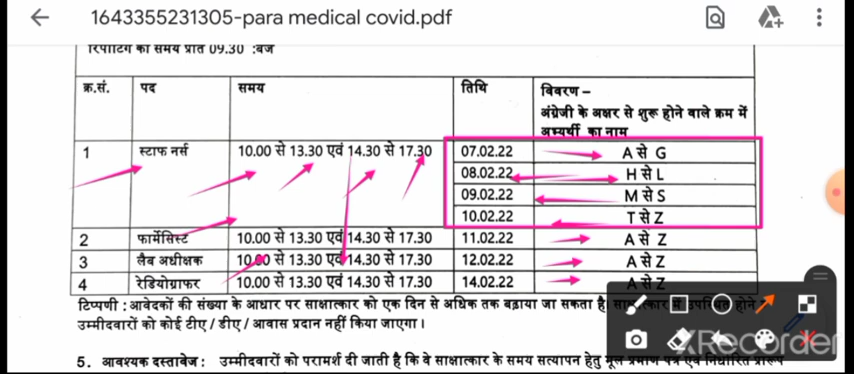 1643355231305-para medical covid.pdf
रिपोर्टिंग का समय प्रातः 09.30 :बजे
क्र.सं. पद समय तिथि विवरण –
अंग्रेजी के अक्षर से शुरू होने वाले क्रम में
अभ्यर्थी का नाम
1 स्टाफ नर्स 10.00 से 13.30 एवं 14.30 से 17.30 07.02.22 A से G
08.02.22 H से L
09.02.22 M से S
10.02.22 T से Z
2 फार्मेसिस्ट 10.00 से 13.30 एवं 14.30 से 17.30 11.02.22 A से Z
3 लैब अधीक्षक 10.00 से 13.30 एवं 14.30 से 17.30 12.02.22 A से Z
4 रेडियोग्राफर 10.00 से 13.30 एवं 14.30 से 17.30 14.02.22 A से Z
टिप्पणी : आवेदकों की संख्या के आधार पर साक्षात्कार को एक दिन से अधिक तक बढ़ाया जा सकता है। साक्षात्कार में उपस्थित होने
उम्मीदवारों को कोई टीए / डीए / आवास प्रदान नहीं किया जाएगा।
XRecorder
5. आवश्यक दस्तावेज : उम्मीदवारों को परामर्श दी जाती है कि वे साक्षात्कार के समय सत्यापन हेतु मूल प्रमाण पत्र एवं निर्धारित प्रारूप